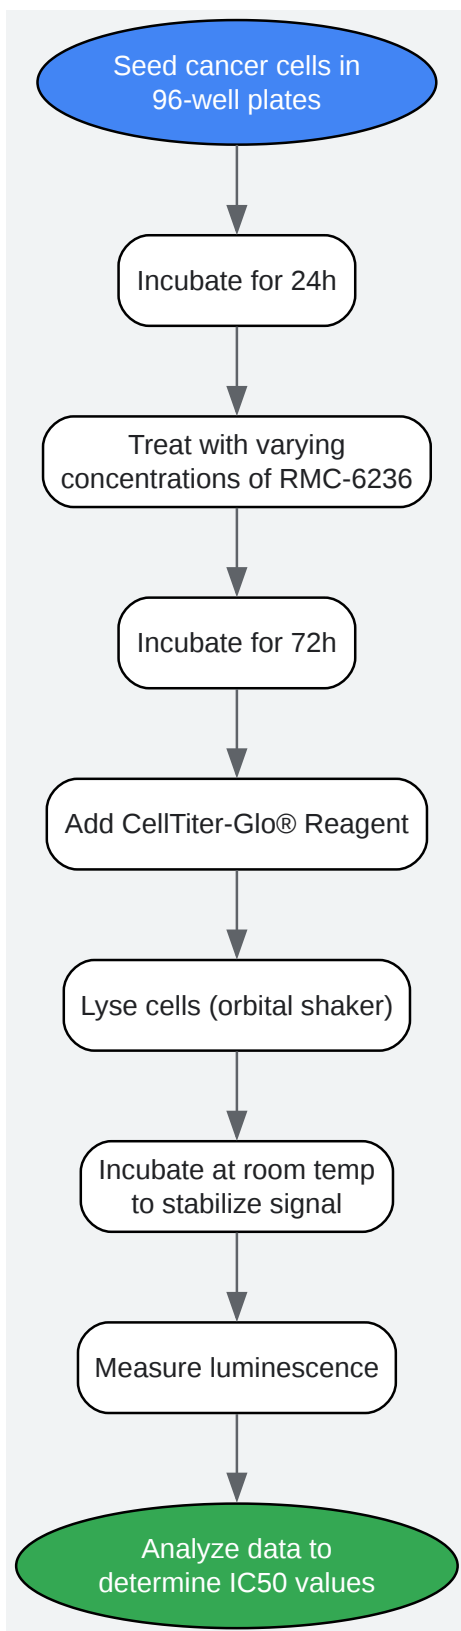 Seed cancer cells in
96-well plates
Incubate for 24h
Treat with varying
concentrations of RMC-6236
Incubate for 72h
Add CellTiter-Glo® Reagent
Lyse cells (orbital shaker)
Incubate at room temp
to stabilize signal
Measure luminescence
Analyze data to
determine IC50 values